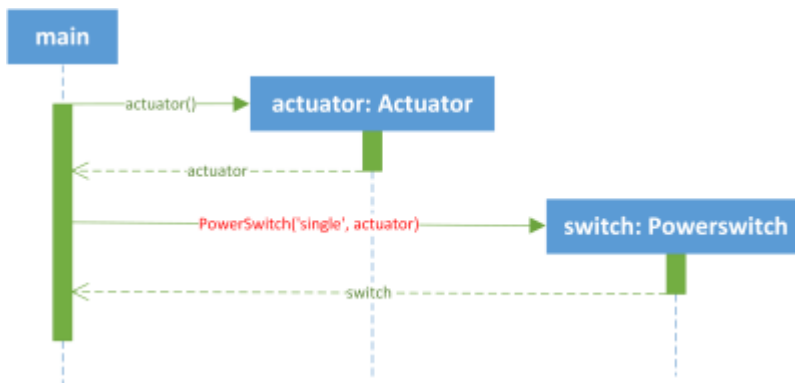 main
actuator()
actuator: Actuator
actuator
PowerSwitch('single', actuator)
switch: Powerswitch
switch